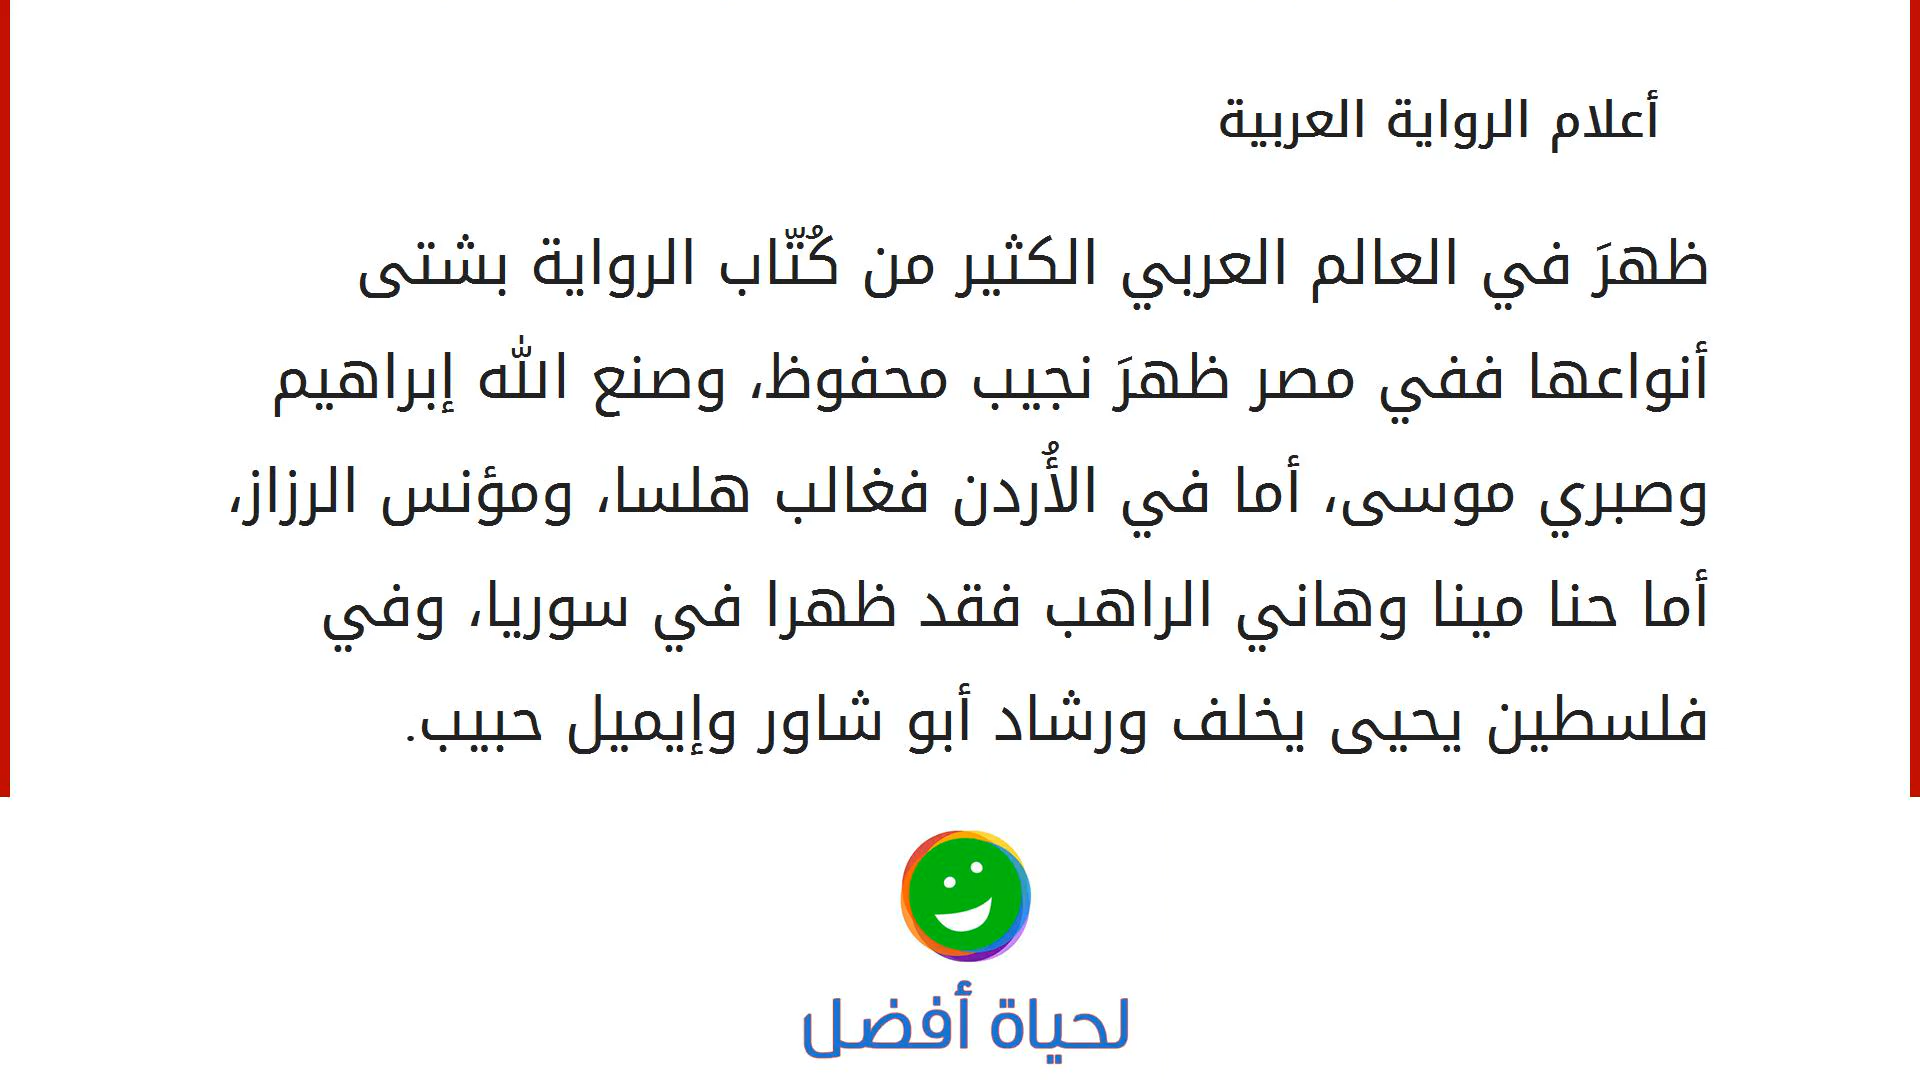 أعلام الرواية العربية
ظهرَ في العالم العربي الكثير من كُتّاب الرواية بشتى
أنواعها ففي مصر ظهرَ نجيب محفوظ، وصنع الله إبراهيم
وصبري موسى، أما في الأُردن فغالب هلسا، ومؤنس الرزاز،
أما حنا مينا وهاني الراهب فقد ظهرا في سوريا، وفي
فلسطين يحيى يخلف ورشاد أبو شاور وإيميل حبيب.
لحياة أفضل